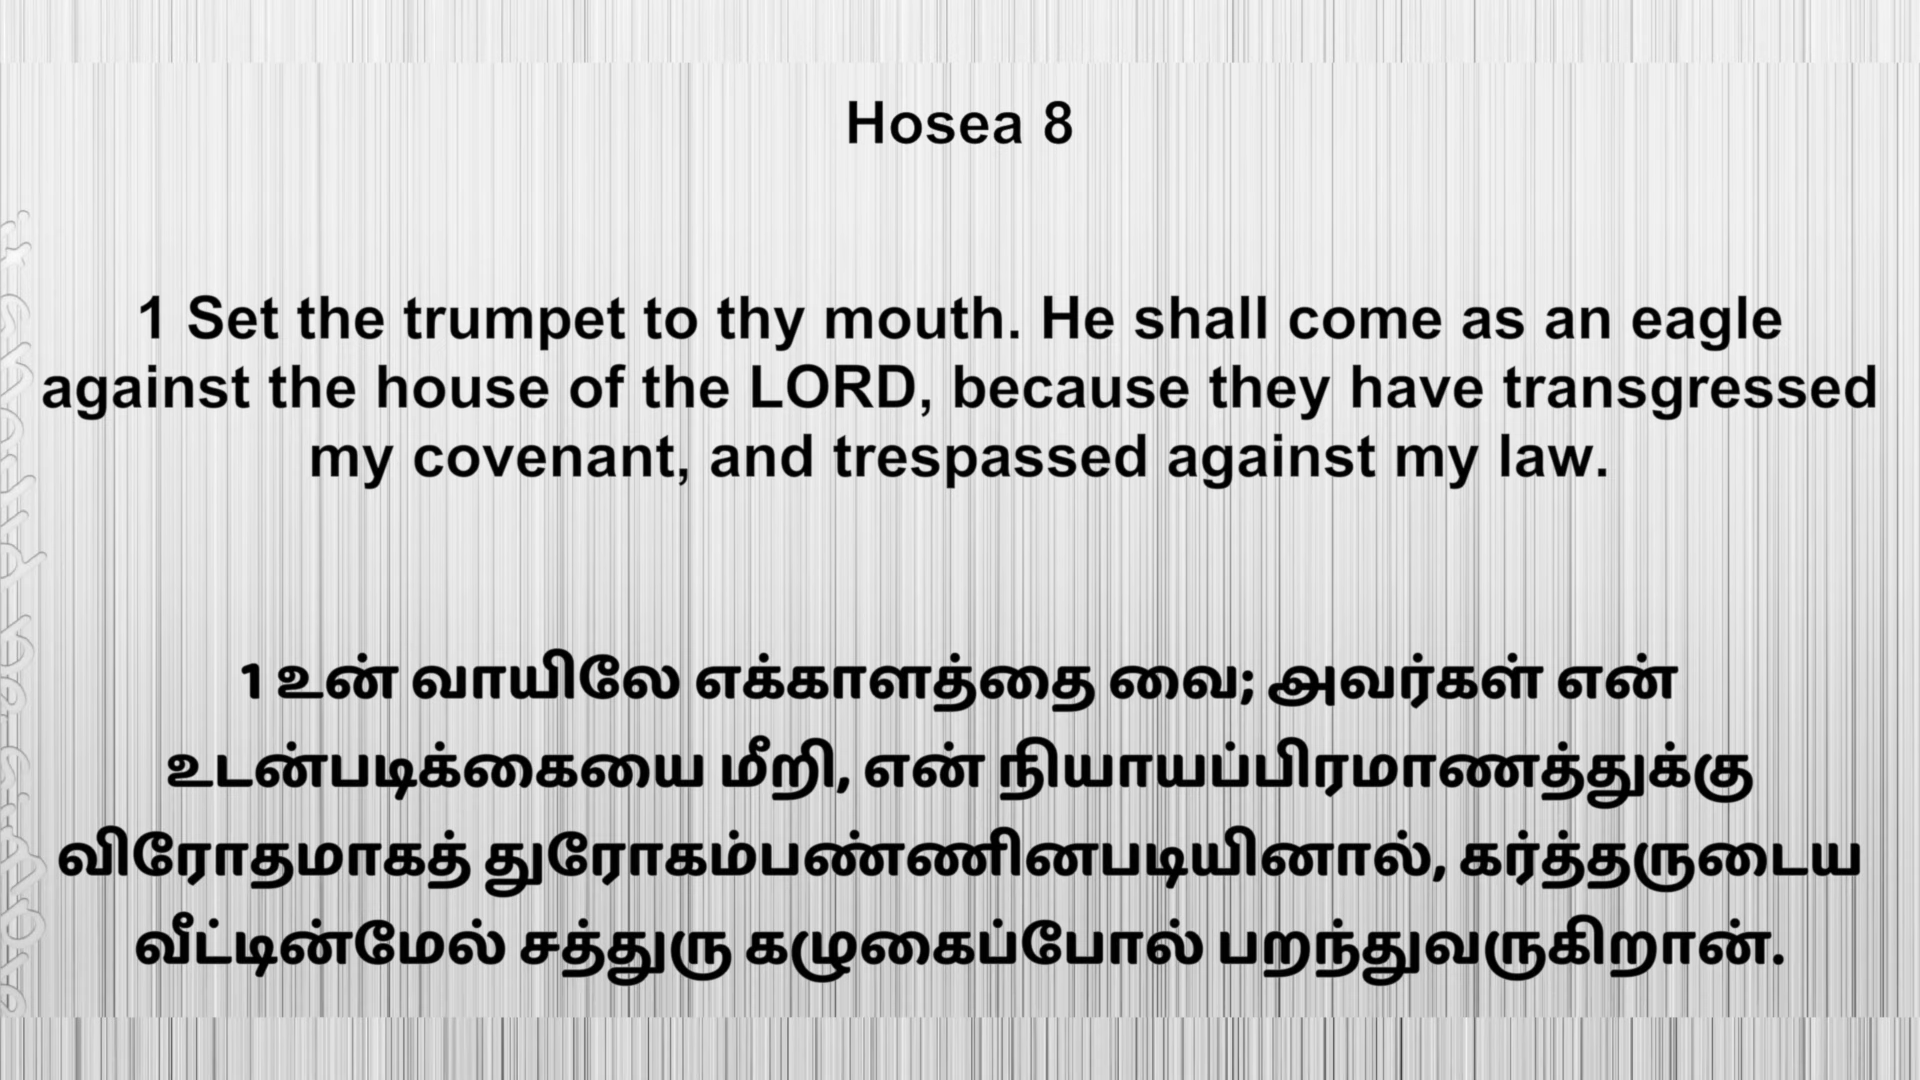 Hosea 8
1 Set the trumpet to thy mouth. He shall come as an eagle
against the house of the LORD, because they have transgressed
my covenant, and trespassed against my law.
1 உன் வாயிலே எக்காளத்தை வை; அவர்கள் என்
உடன்படிக்கையை மீறி, என் நியாயப்பிரமாணத்துக்கு
விரோதமாகத் துரோகம்பண்ணினபடியினால், கர்த்தருடைய
வீட்டின்மேல் சத்துரு கழுகைப்போல் பறந்துவருகிறான்.